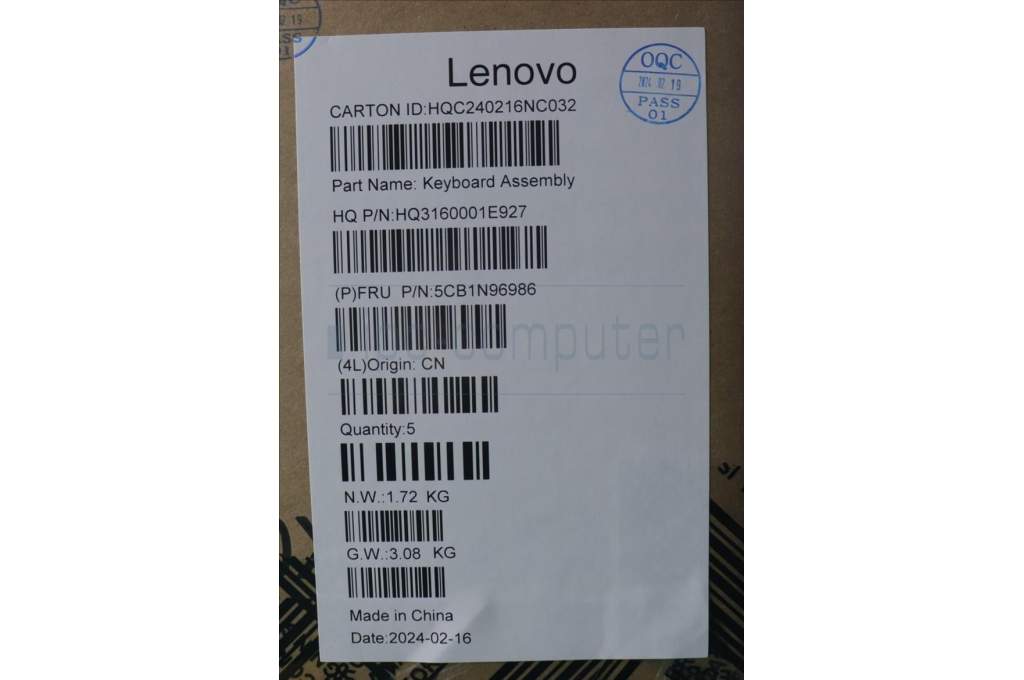 Lenovo
OQC
2024 02 19
PASS
01
CARTON ID:HQC240216NC032
Part Name: Keyboard Assembly
HQ P/N:HQ3160001E927
(P)FRU P/N:5CB1N96986
computer
(4L)Origin: CN
Quantity:5
N.W.:1.72 KG
G.W.:3.08 KG
Made in China
Date:2024-02-16